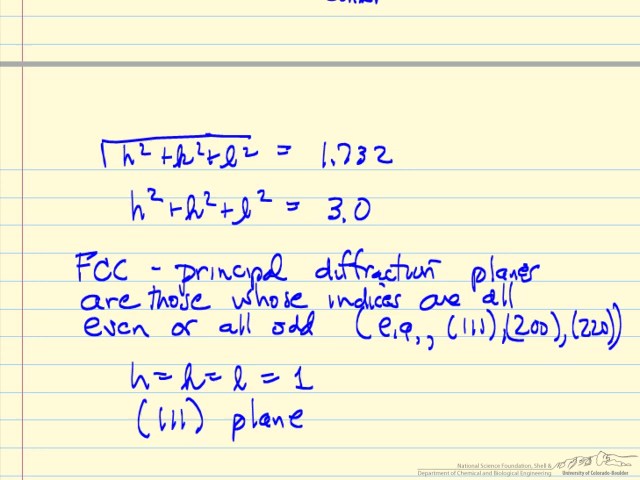 √h² + k² + l² = 1.732
h² + k² + l² = 3.0
FCC - principal diffraction planes
are those whose indices are all
even or all odd (e.g., (111), (200), (220))
h = k = l = 1
(111) plane
National Science Foundation, Shell &
Department of Chemical and Biological Engineering University of Colorado-Boulder